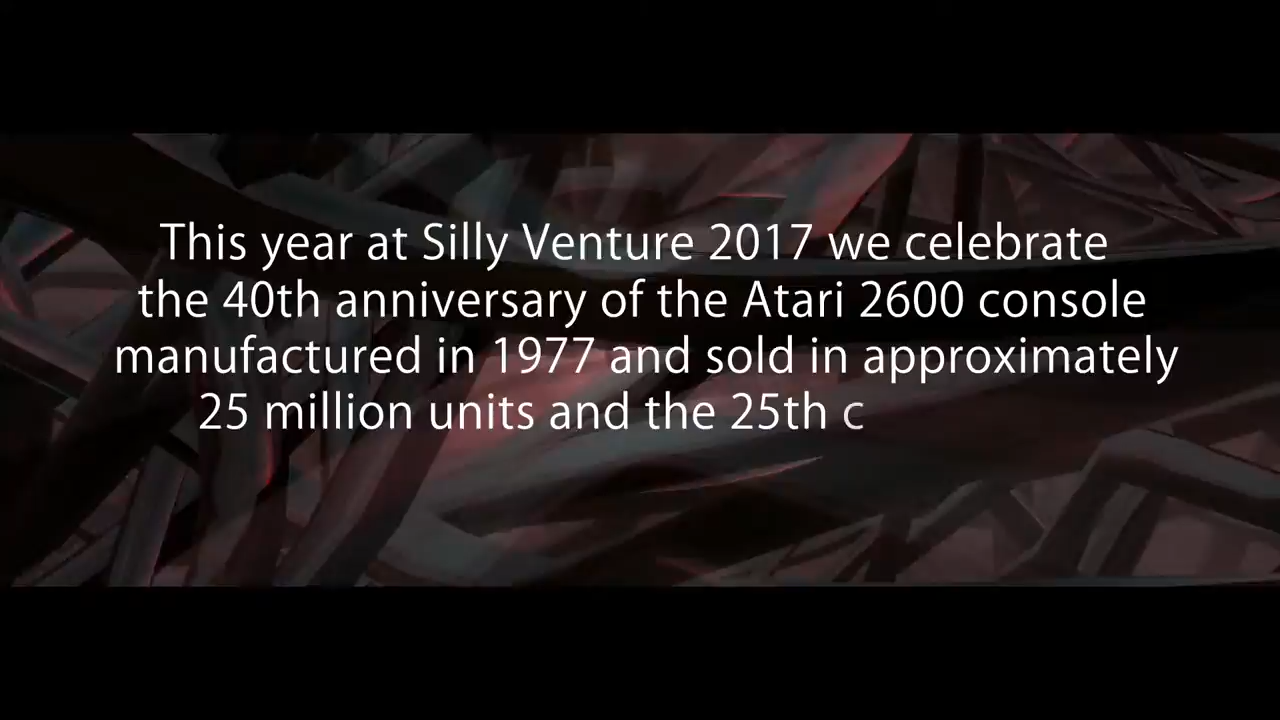 This year at Silly Venture 2017 we celebrate
the 40th anniversary of the Atari 2600 console
manufactured in 1977 and sold in approximately
25 million units and the 25th c